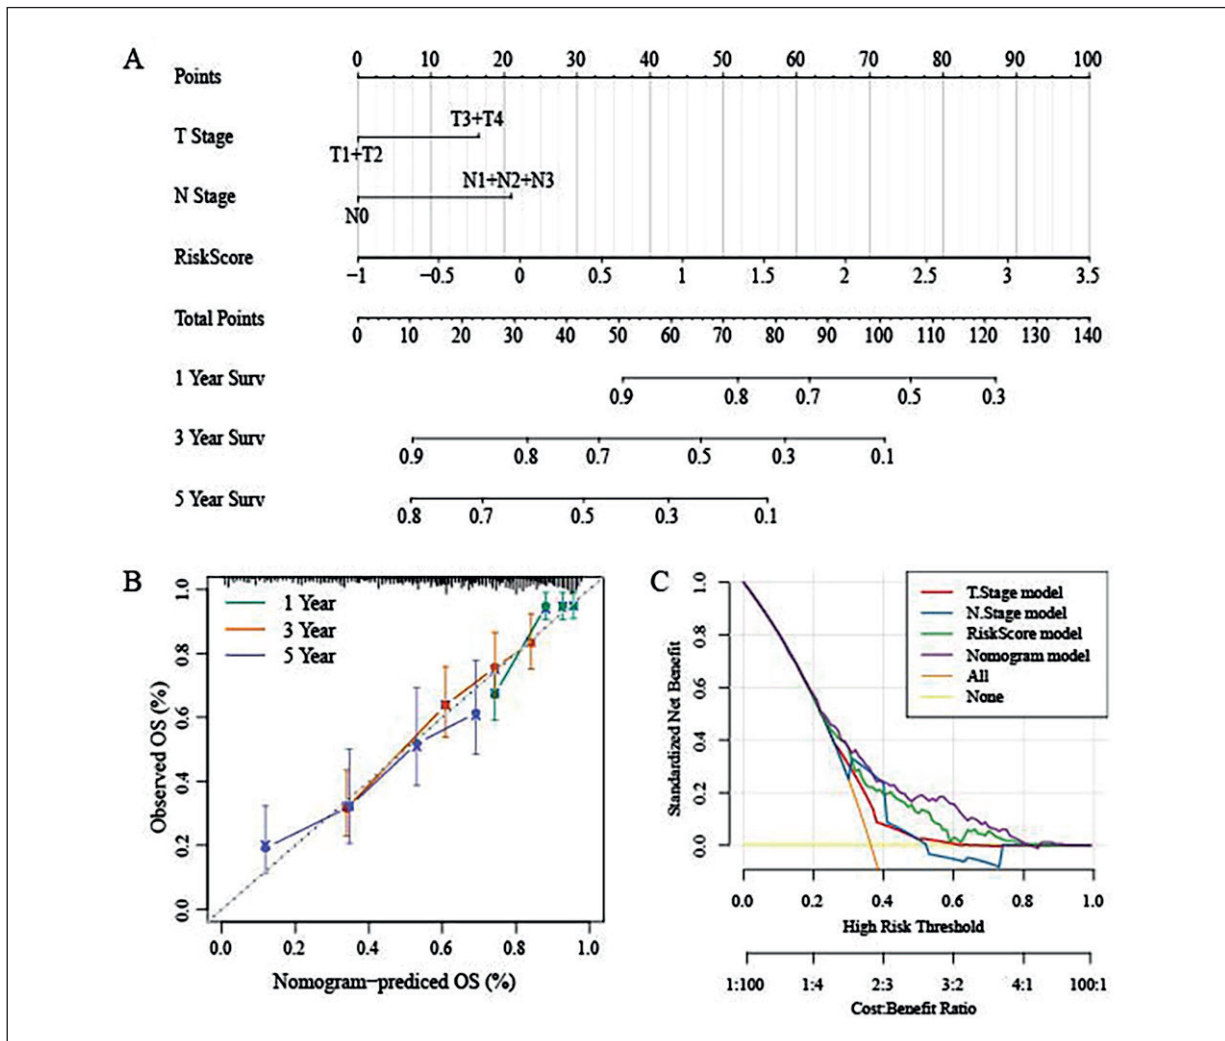 A
Points
0 10 20 30 40 50 60 70 80 90 100
T Stage
T3+T4
T1+T2
N Stage
N1+N2+N3
N0
RiskScore
−1 −0.5 0 0.5 1 1.5 2 2.5 3 3.5
Total Points
0 10 20 30 40 50 60 70 80 90 100 110 120 130 140
1 Year Surv
0.9 0.8 0.7 0.5 0.3
3 Year Surv
0.9 0.8 0.7 0.5 0.3 0.1
5 Year Surv
0.8 0.7 0.5 0.3 0.1
B
1 Year
3 Year
5 Year
Observed OS (%)
1.0
0.8
0.6
0.4
0.2
0.0
0.0 0.2 0.4 0.6 0.8 1.0
Nomogram−prediced OS (%)
C
T.Stage model
N.Stage model
RiskScore model
Nomogram model
All
None
Standardized Net Benefit
1.0
0.8
0.6
0.4
0.2
0.0
0.0 0.2 0.4 0.6 0.8 1.0
High Risk Threshold
1:100 1:4 2:3 3:2 4:1 100:1
Cost:Benefit Ratio